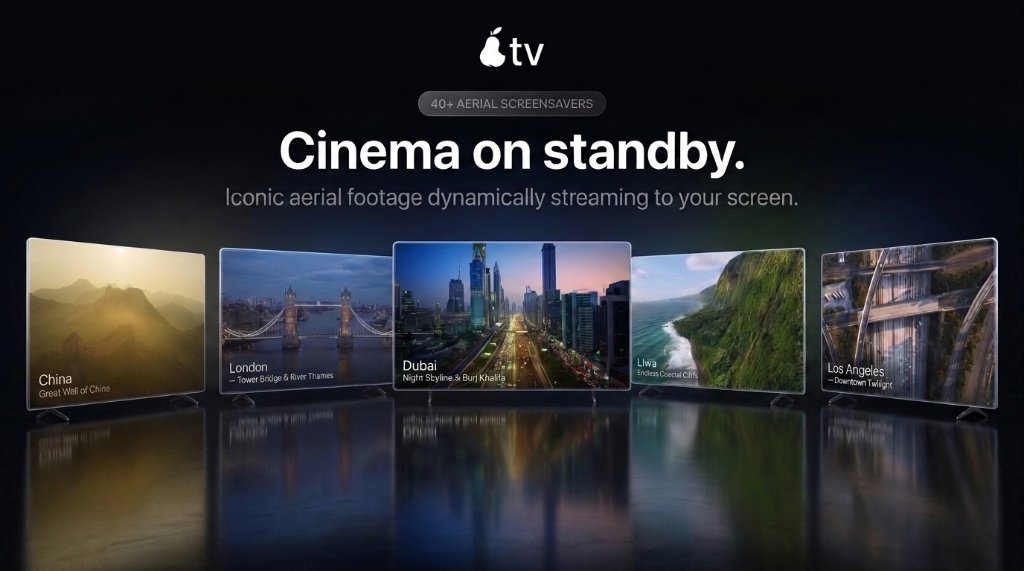 tv
40+ AERIAL SCREENSAVERS
Cinema on standby.
Iconic aerial footage dynamically streaming to your screen.
China
Great Wall of China
London
— Tower Bridge & River Thames
Dubai
Night Skyline & Burj Khalifa
Liwa
Endless Coastal Cliffs
Los Angeles
— Downtown Twilight